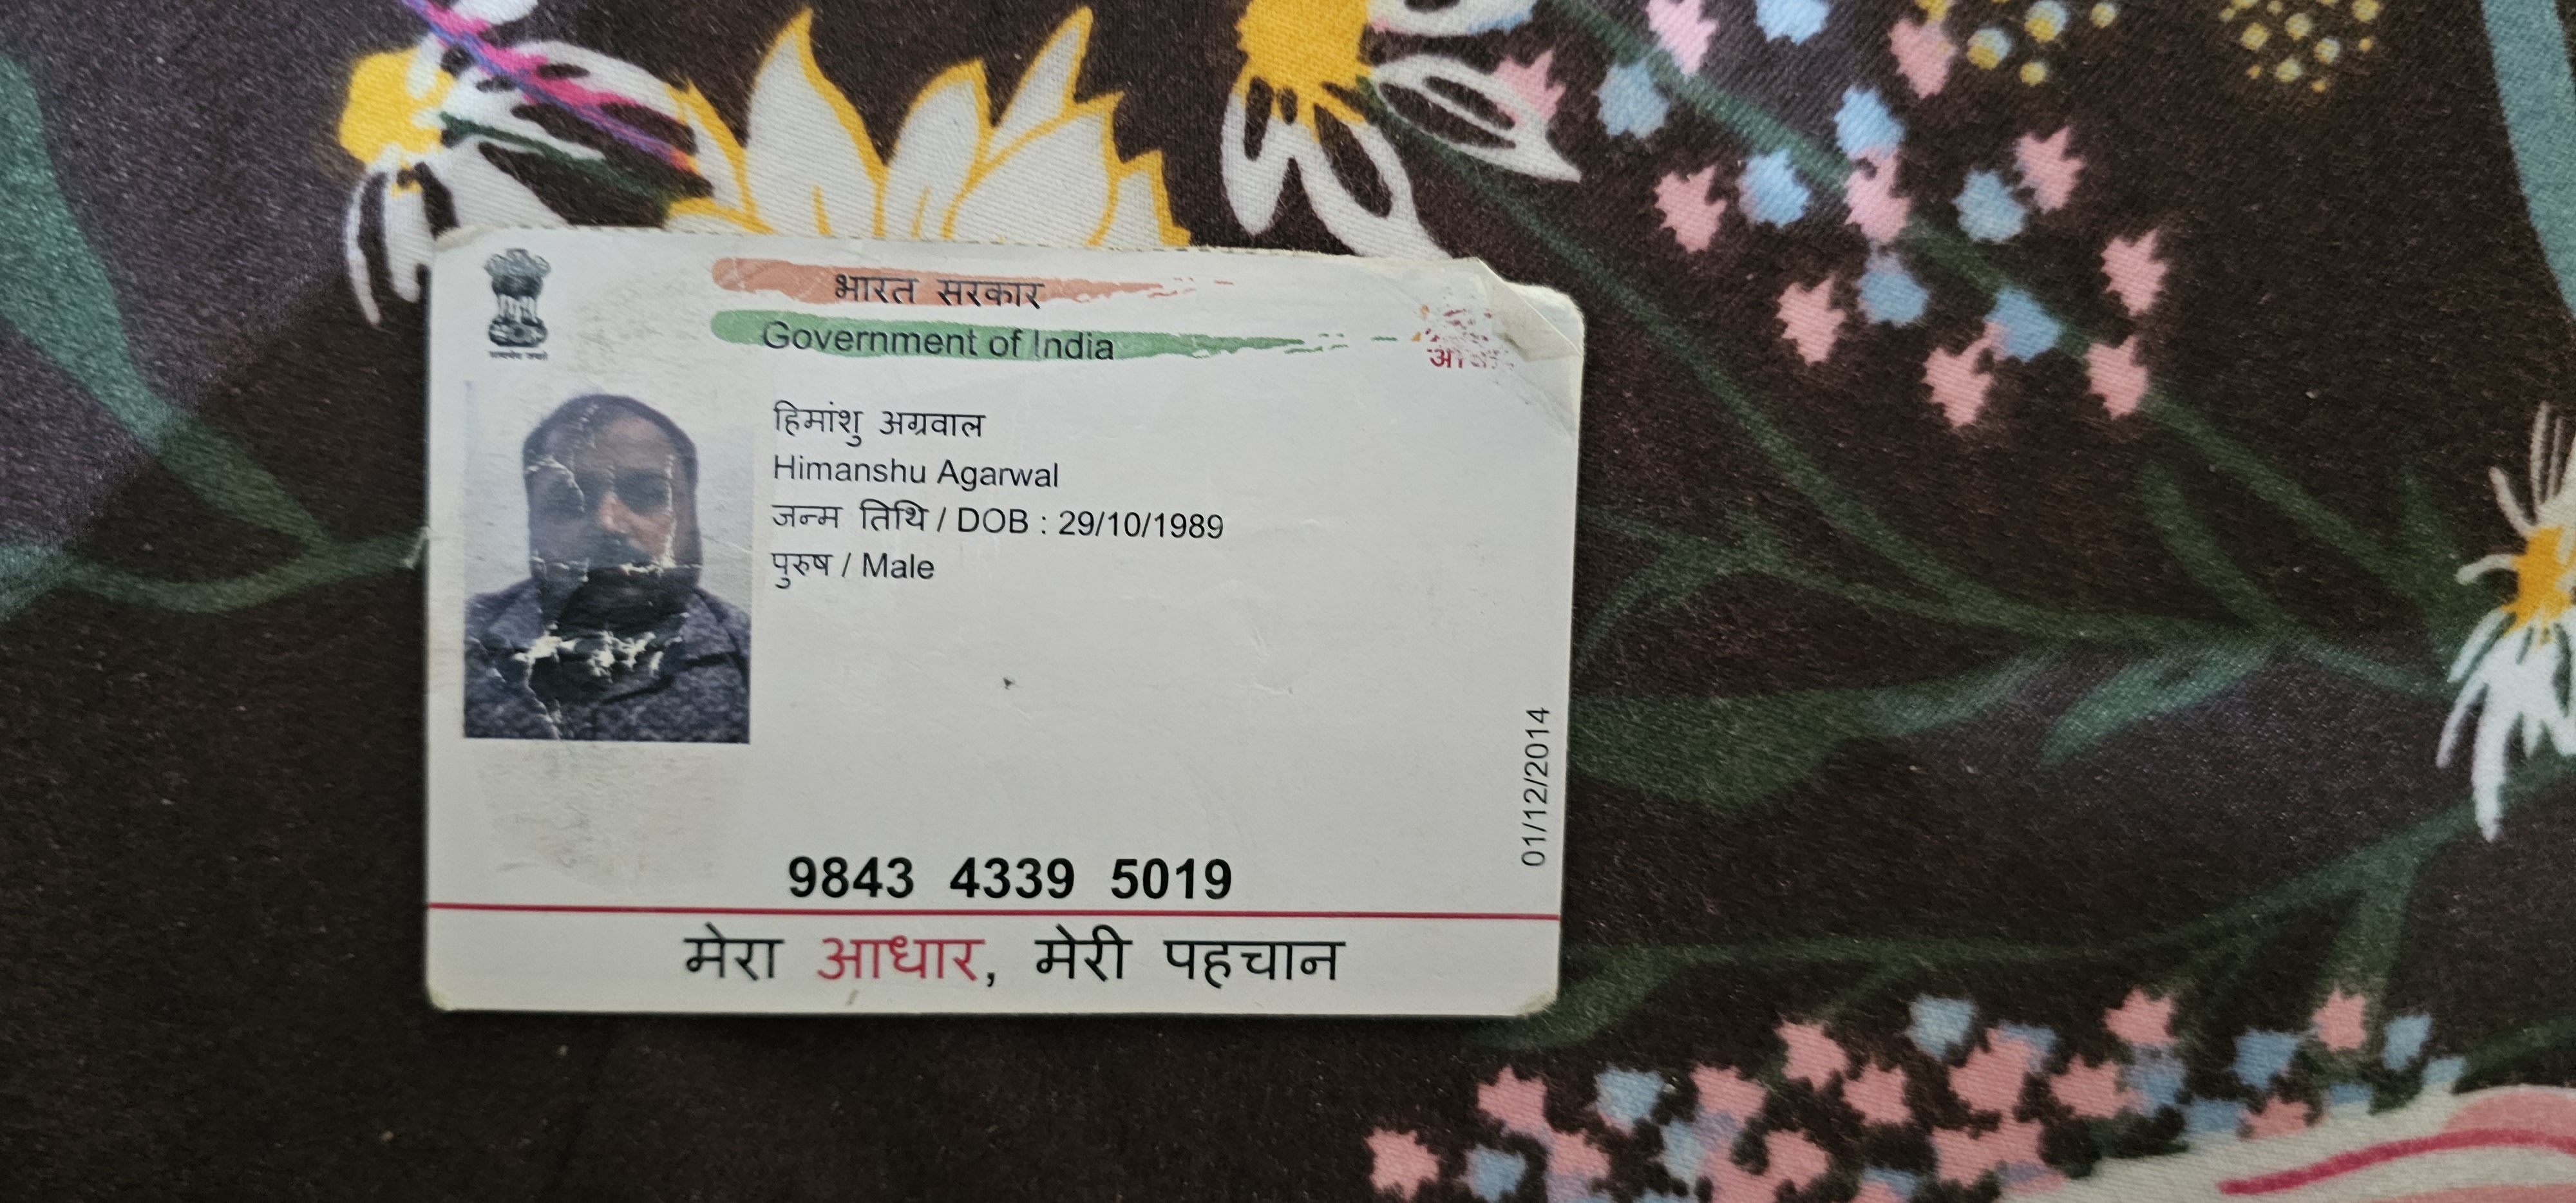 भारत सरकार
Government of India
हिमांशु अग्रवाल
Himanshu Agarwal
जन्म तिथि / DOB : 29/10/1989
पुरुष / Male
01/12/2014
9843 4339 5019
मेरा आधार, मेरी पहचान